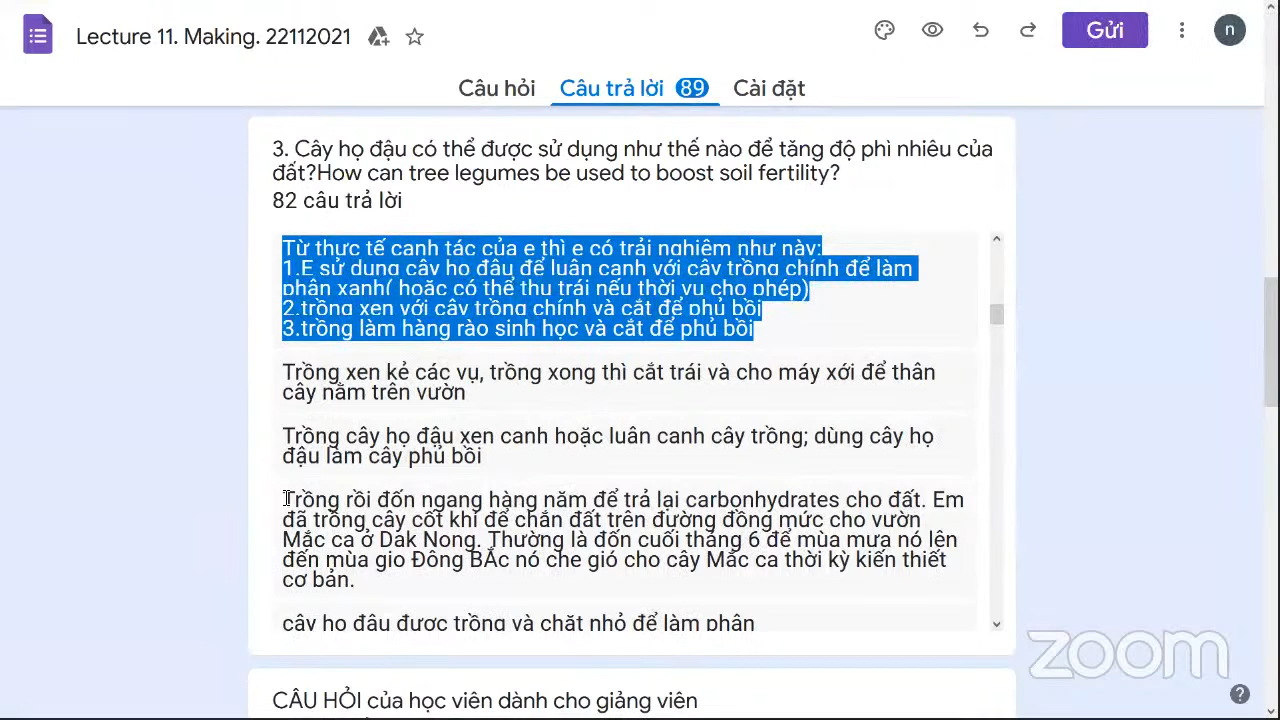 Lecture 11. Making. 22112021
Gửi
n
Câu hỏi
Câu trả lời 89
Cài đặt
3. Cây họ đậu có thể được sử dụng như thế nào để tăng độ phì nhiêu của
đất?How can tree legumes be used to boost soil fertility?
82 câu trả lời
Từ thực tế canh tác của e thì e có trải nghiệm như này:
1.E sử dụng cây họ đậu để luân canh với cây trồng chính để làm
phân xanh( hoặc có thể thu trái nếu thời vụ cho phép)
2.trồng xen với cây trồng chính và cắt để phủ bồi
3.trồng làm hàng rào sinh học và cắt để phủ bồi
Trồng xen kẻ các vụ, trồng xong thì cắt trái và cho máy xới để thân
cây nằm trên vườn
Trồng cây họ đậu xen canh hoặc luân canh cây trồng; dùng cây họ
đậu làm cây phủ bồi
Trồng rồi đốn ngang hàng năm để trả lại carbonhydrates cho đất. Em
đã trồng cây cốt khí để chắn đất trên đường đồng mức cho vườn
Mắc ca ở Dak Nong. Thường là đốn cuối tháng 6 để mùa mưa nó lên
đến mùa gio Đông BẮc nó che gió cho cây Mắc ca thời kỳ kiến thiết
cơ bản.
cây họ đậu được trồng và chặt nhỏ để làm phân
zoom
CÂU HỎI của học viên dành cho giảng viên